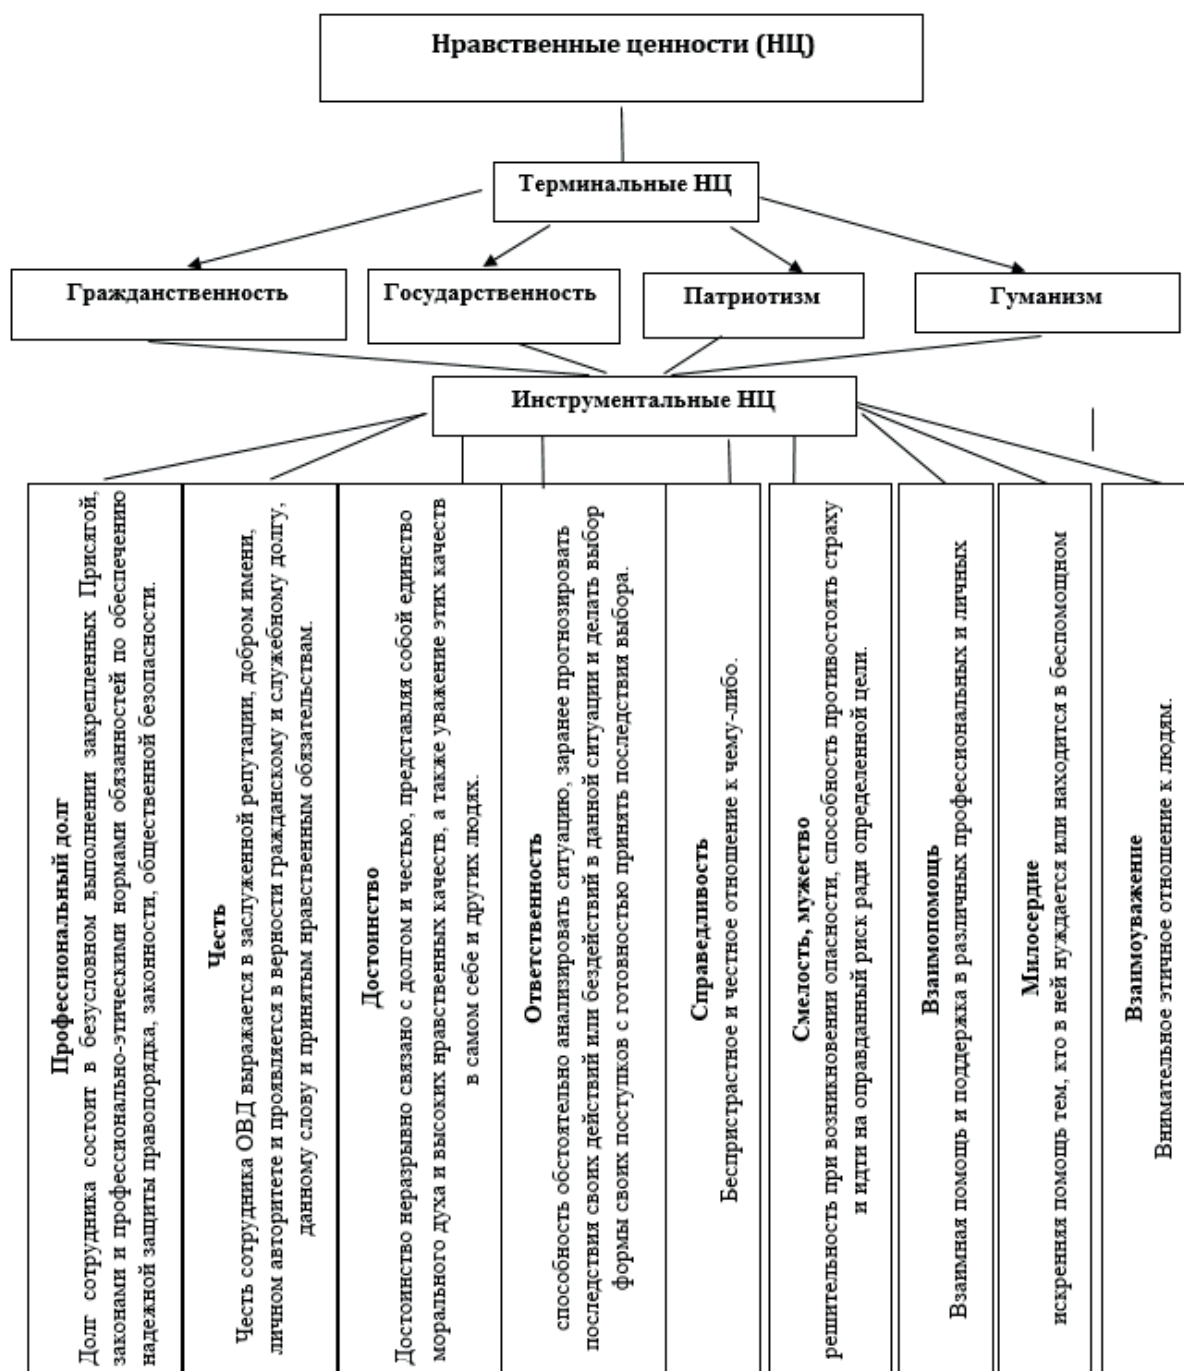 Нравственные ценности (НЦ)
Терминальные НЦ
Гражданственность
Государственность
Патриотизм
Гуманизм
Инструментальные НЦ
Профессиональный долг
Долг сотрудника состоит в безусловном выполнении закрепленных Присягой,
законами и профессионально-этическими нормами обязанностей по обеспечению
надежной защиты правопорядка, законности, общественной безопасности.
Честь
Честь сотрудника ОВД выражается в заслуженной репутации, добром имени,
личном авторитете и проявляется в верности гражданскому и служебному долгу,
данному слову и принятым нравственным обязательствам.
Достоинство
Достоинство неразрывно связано с долгом и честью, представляя собой единство
морального духа и высоких нравственных качеств, а также уважение этих качеств
в самом себе и других людях.
Ответственность
способность обстоятельно анализировать ситуацию, заранее прогнозировать
последствия своих действий или бездействий в данной ситуации и делать выбор
формы своих поступков с готовностью принять последствия выбора.
Справедливость
Беспристрастное и честное отношение к чему-либо.
Смелость, мужество
решительность при возникновении опасности, способность противостоять страху
и идти на оправданный риск ради определенной цели.
Взаимопомощь
Взаимная помощь и поддержка в различных профессиональных и личных
Милосердие
искренняя помощь тем, кто в ней нуждается или находится в беспомощном
Взаимоуважение
Внимательное этичное отношение к людям.